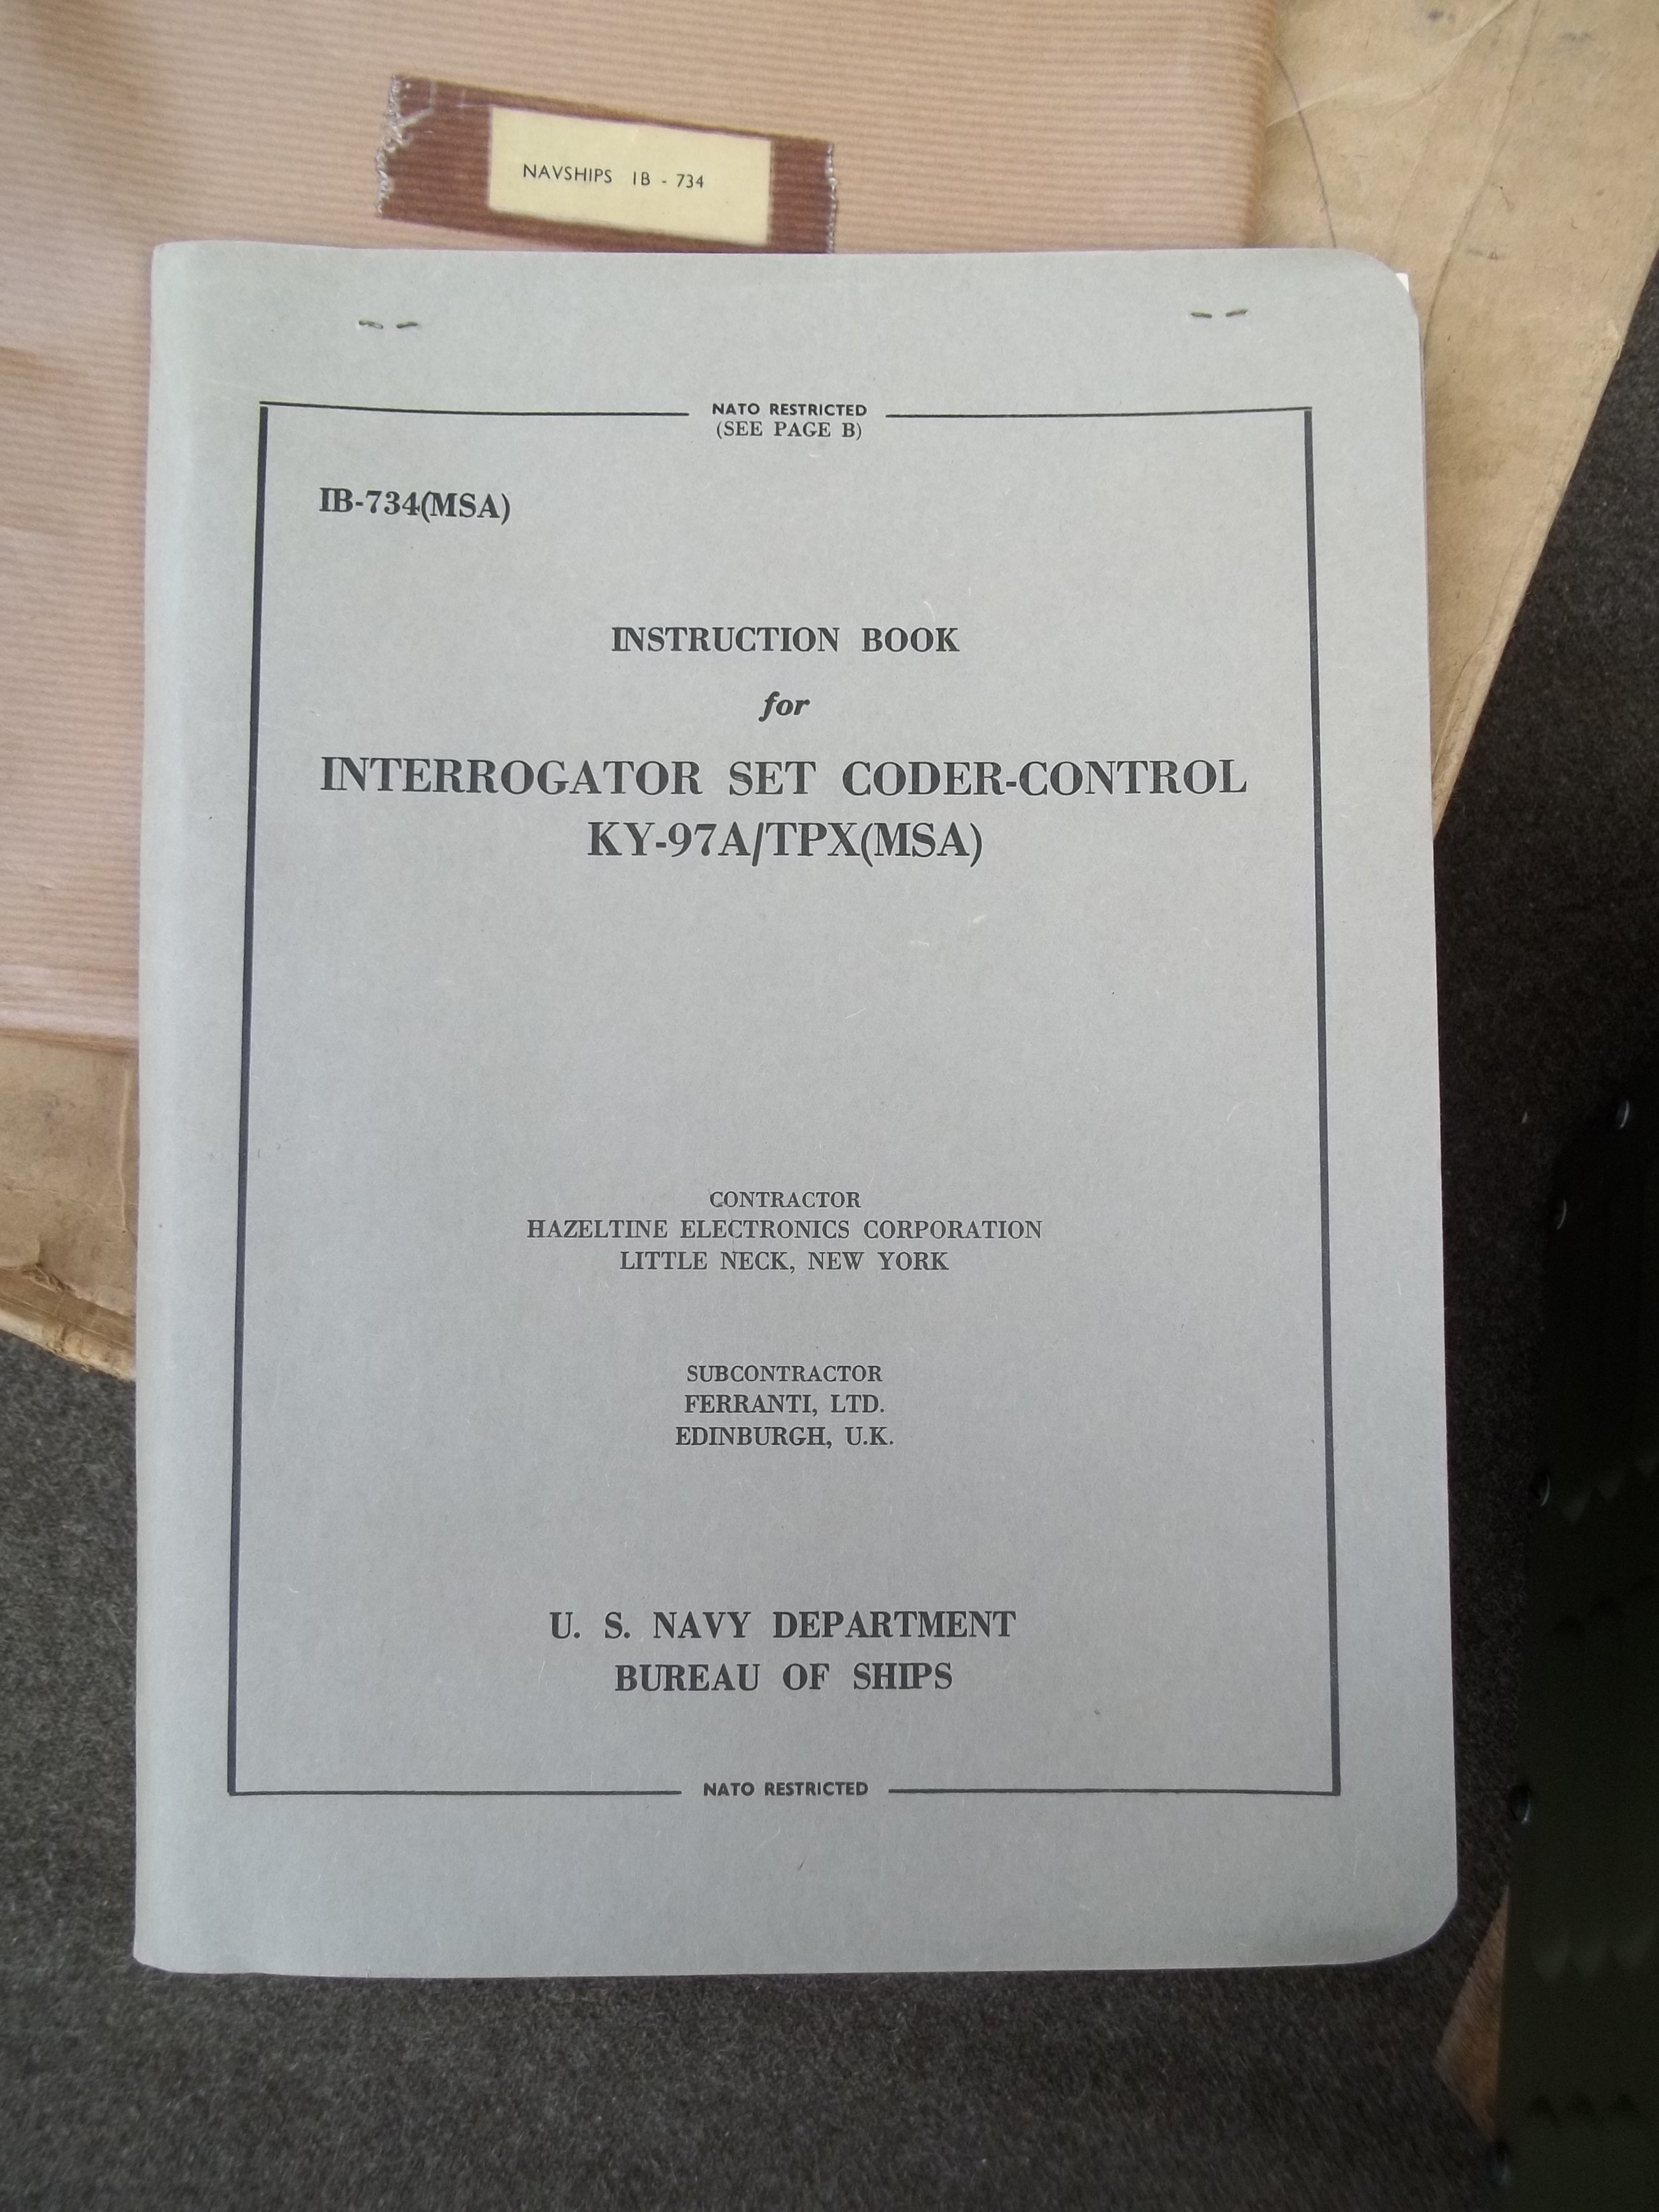 NAVSHIPS IB - 734
NATO RESTRICTED
(SEE PAGE B)
IB-734(MSA)
INSTRUCTION BOOK
for
INTERROGATOR SET CODER-CONTROL
KY-97A/TPX(MSA)
CONTRACTOR
HAZELTINE ELECTRONICS CORPORATION
LITTLE NECK, NEW YORK
SUBCONTRACTOR
FERRANTI, LTD.
EDINBURGH, U.K.
U. S. NAVY DEPARTMENT
BUREAU OF SHIPS
NATO RESTRICTED